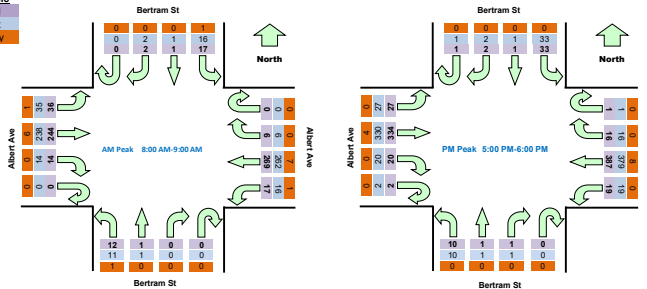 Bertram St
0 0 0 1
0 2 1 16
0 2 1 17
North
Albert Ave
1 35 36
6 238 244
0 14 14
0 0 0
AM Peak 8:00 AM-9:00 AM
0 0 0
6 6 0
289 282 7
17 16 1
Albert Ave
12 1 0 0
11 1 0 0
1 0 0 0
Bertram St
Bertram St
0 0 0 0
1 2 1 33
1 2 1 33
North
Albert Ave
0 27 27
4 330 334
0 20 20
0 2 2
PM Peak 5:00 PM-6:00 PM
1 1 0
16 16 0
387 379 8
19 19 0
Albert Ave
10 1 1 0
10 1 1 0
0 0 0 0
Bertram St